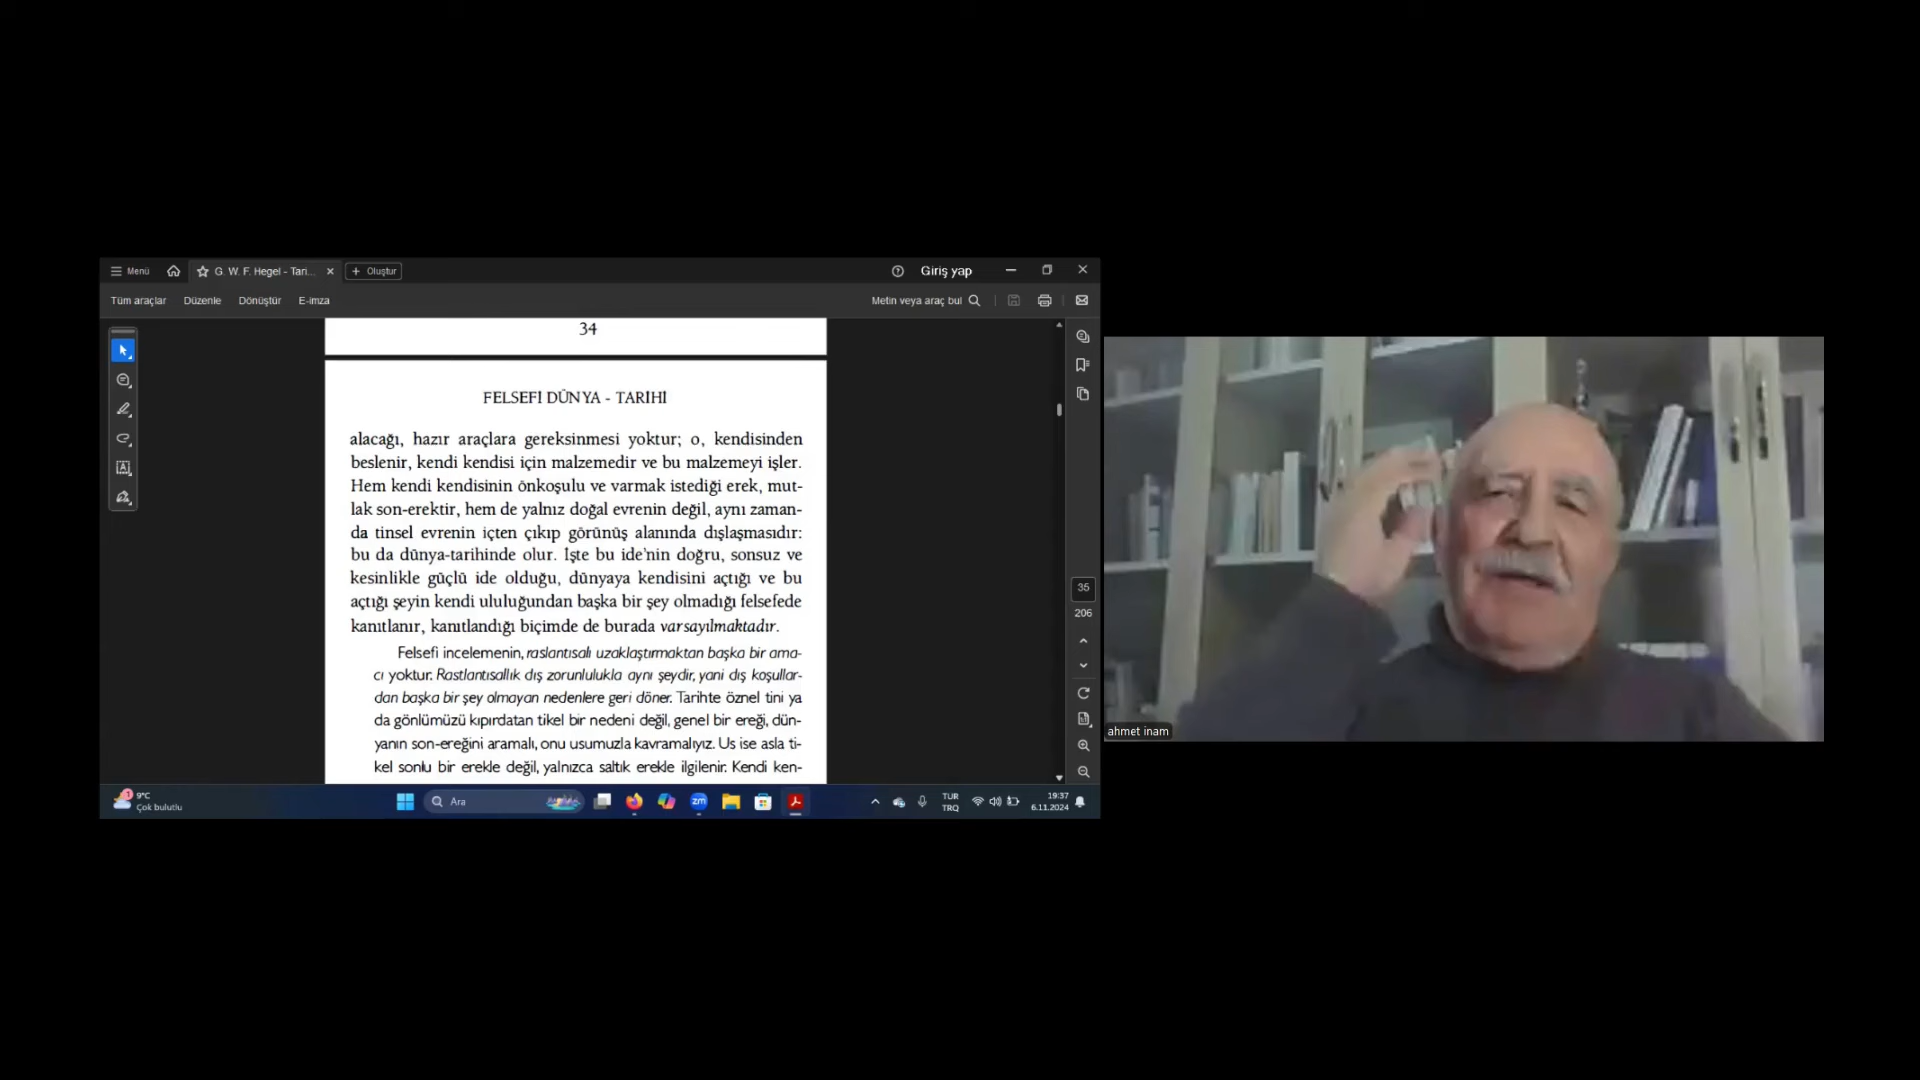 Menü
G. W. F. Hegel - Tari...
Oluştur
Giriş yap
Tüm araçlar
Düzenle
Dönüştür
E-imza
Metin veya araç bul
34
FELSEFİ DÜNYA - TARİHİ
alacağı, hazır araçlara gereksinmesi yoktur; o, kendisinden
beslenir, kendi kendisi için malzemedir ve bu malzemeyi işler.
Hem kendi kendisinin önkoşulu ve varmak istediği erek, mut-
lak son-erektir, hem de yalnız doğal evrenin değil, aynı zaman-
da tinsel evrenin içten çıkıp görünüş alanında dışlaşmasıdır:
bu da dünya-tarihinde olur. İşte bu ide'nin doğru, sonsuz ve
kesinlikle güçlü ide olduğu, dünyaya kendisini açtığı ve bu
açtığı şeyin kendi ululuğundan başka bir şey olmadığı felsefede
kanıtlanır, kanıtlandığı biçimde de burada varsayılmaktadır.
Felsefi incelemenin, raslantısalı uzaklaştırmaktan başka bir ama-
cı yoktur. Rastlantısallık dış zorunlulukla aynı şeydir, yani dış koşullar-
dan başka bir şey olmayan nedenlere geri döner. Tarihte öznel tini ya
da gönlümüzü kıpırdatan tikel bir nedeni değil, genel bir ereği, dün-
yanın son-ereğini aramalı, onu usumuzla kavramalıyız. Us ise asla ti-
kel sonlu bir erekle değil, yalnızca saltık erekle ilgilenir. Kendi ken-
35
206
ahmet inam
1
9°C
Çok bulutlu
Ara
zm
TUR
TRQ
19:37
6.11.2024